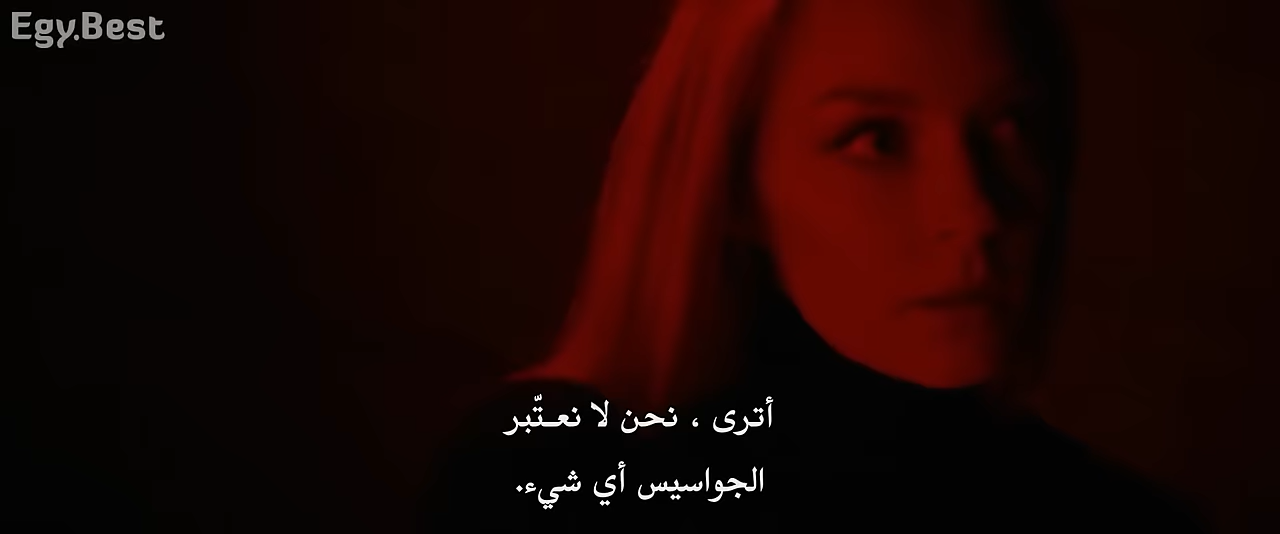 Egy.Best
أترى ، نحن لا نعـتّبر
الجواسيس أي شيء.